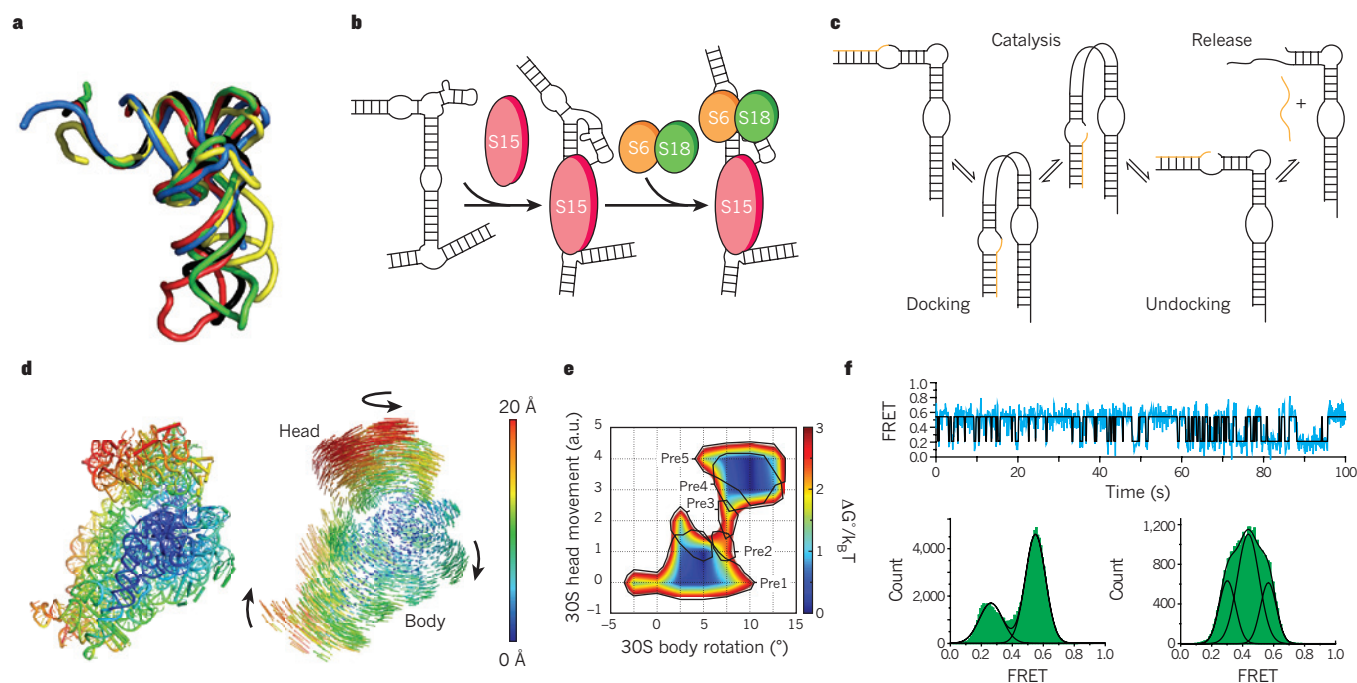 a
b
S15
S6
S18
S15
S6
S18
S15
c
Catalysis
Release
+
Docking
Undocking
d
Head
Body
20 Å
0 Å
e
30S head movement (a.u.)
5
4
3
2
1
0
−1
Pre5
Pre4
Pre3
Pre2
Pre1
−5
0
5
10
15
30S body rotation (°)
3
2
1
0
ΔG°/kBT
f
FRET
1.0
0.8
0.6
0.4
0.2
0.0
0
20
40
60
80
100
Time (s)
Count
4,000
2,000
0
0.0 0.2 0.4 0.6 0.8 1.0
FRET
Count
1,200
800
400
0
0.0 0.2 0.4 0.6 0.8 1.0
FRET